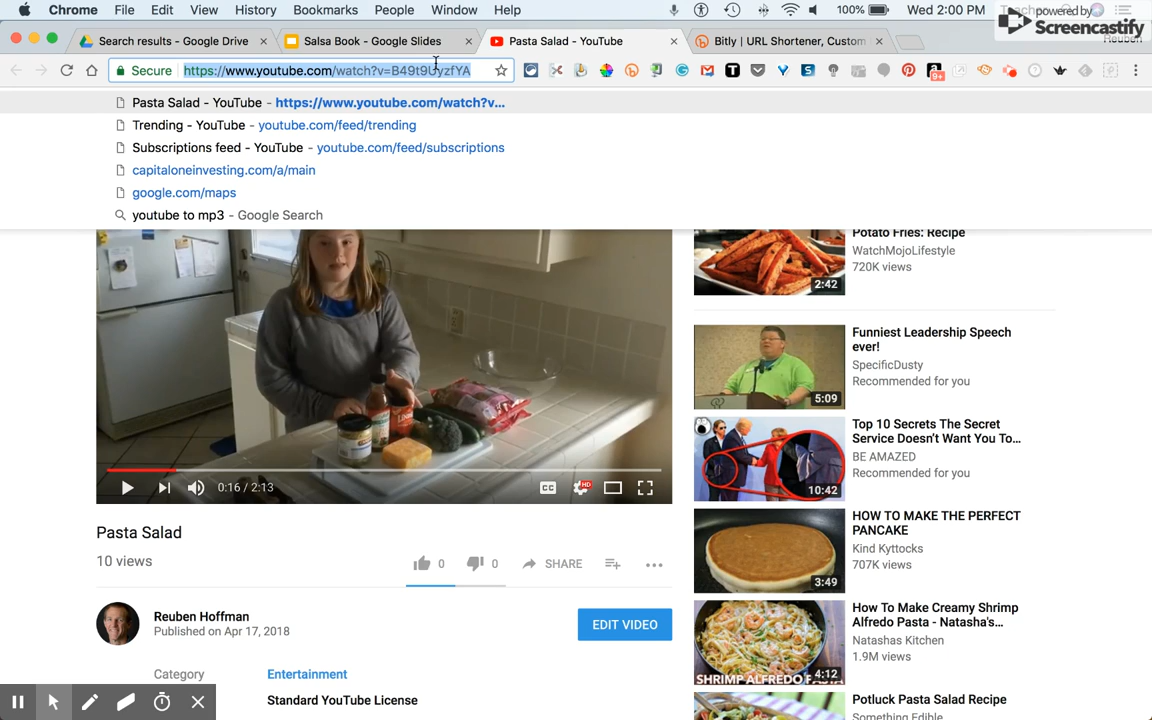 Chrome File Edit View History Bookmarks People Window Help 100% Wed 2:00 PM
powered by
Screencastify
Search results - Google Drive × Salsa Book - Google Slides × Pasta Salad - YouTube × Bitly | URL Shortener, Custom ×
Reuben
Secure https://www.youtube.com/watch?v=B49t9UyzfYA
Pasta Salad - YouTube - https://www.youtube.com/watch?v...
Trending - YouTube - youtube.com/feed/trending
Subscriptions feed - YouTube - youtube.com/feed/subscriptions
capitaloneinvesting.com/a/main
google.com/maps
youtube to mp3 - Google Search
0:16 / 2:13
CC
HD
Pasta Salad
10 views
0
0
SHARE
Reuben Hoffman
Published on Apr 17, 2018
EDIT VIDEO
Category Entertainment
Standard YouTube License
Potato Fries: Recipe
WatchMojoLifestyle
720K views
2:42
Funniest Leadership Speech
ever!
SpecificDusty
Recommended for you
5:09
Top 10 Secrets The Secret
Service Doesn't Want You To...
BE AMAZED
Recommended for you
10:42
HOW TO MAKE THE PERFECT
PANCAKE
Kind Kyttocks
707K views
3:49
How To Make Creamy Shrimp
Alfredo Pasta - Natasha's...
Natashas Kitchen
1.9M views
4:12
SHRIMP ALFREDO PASTA
Potluck Pasta Salad Recipe
Something Edible